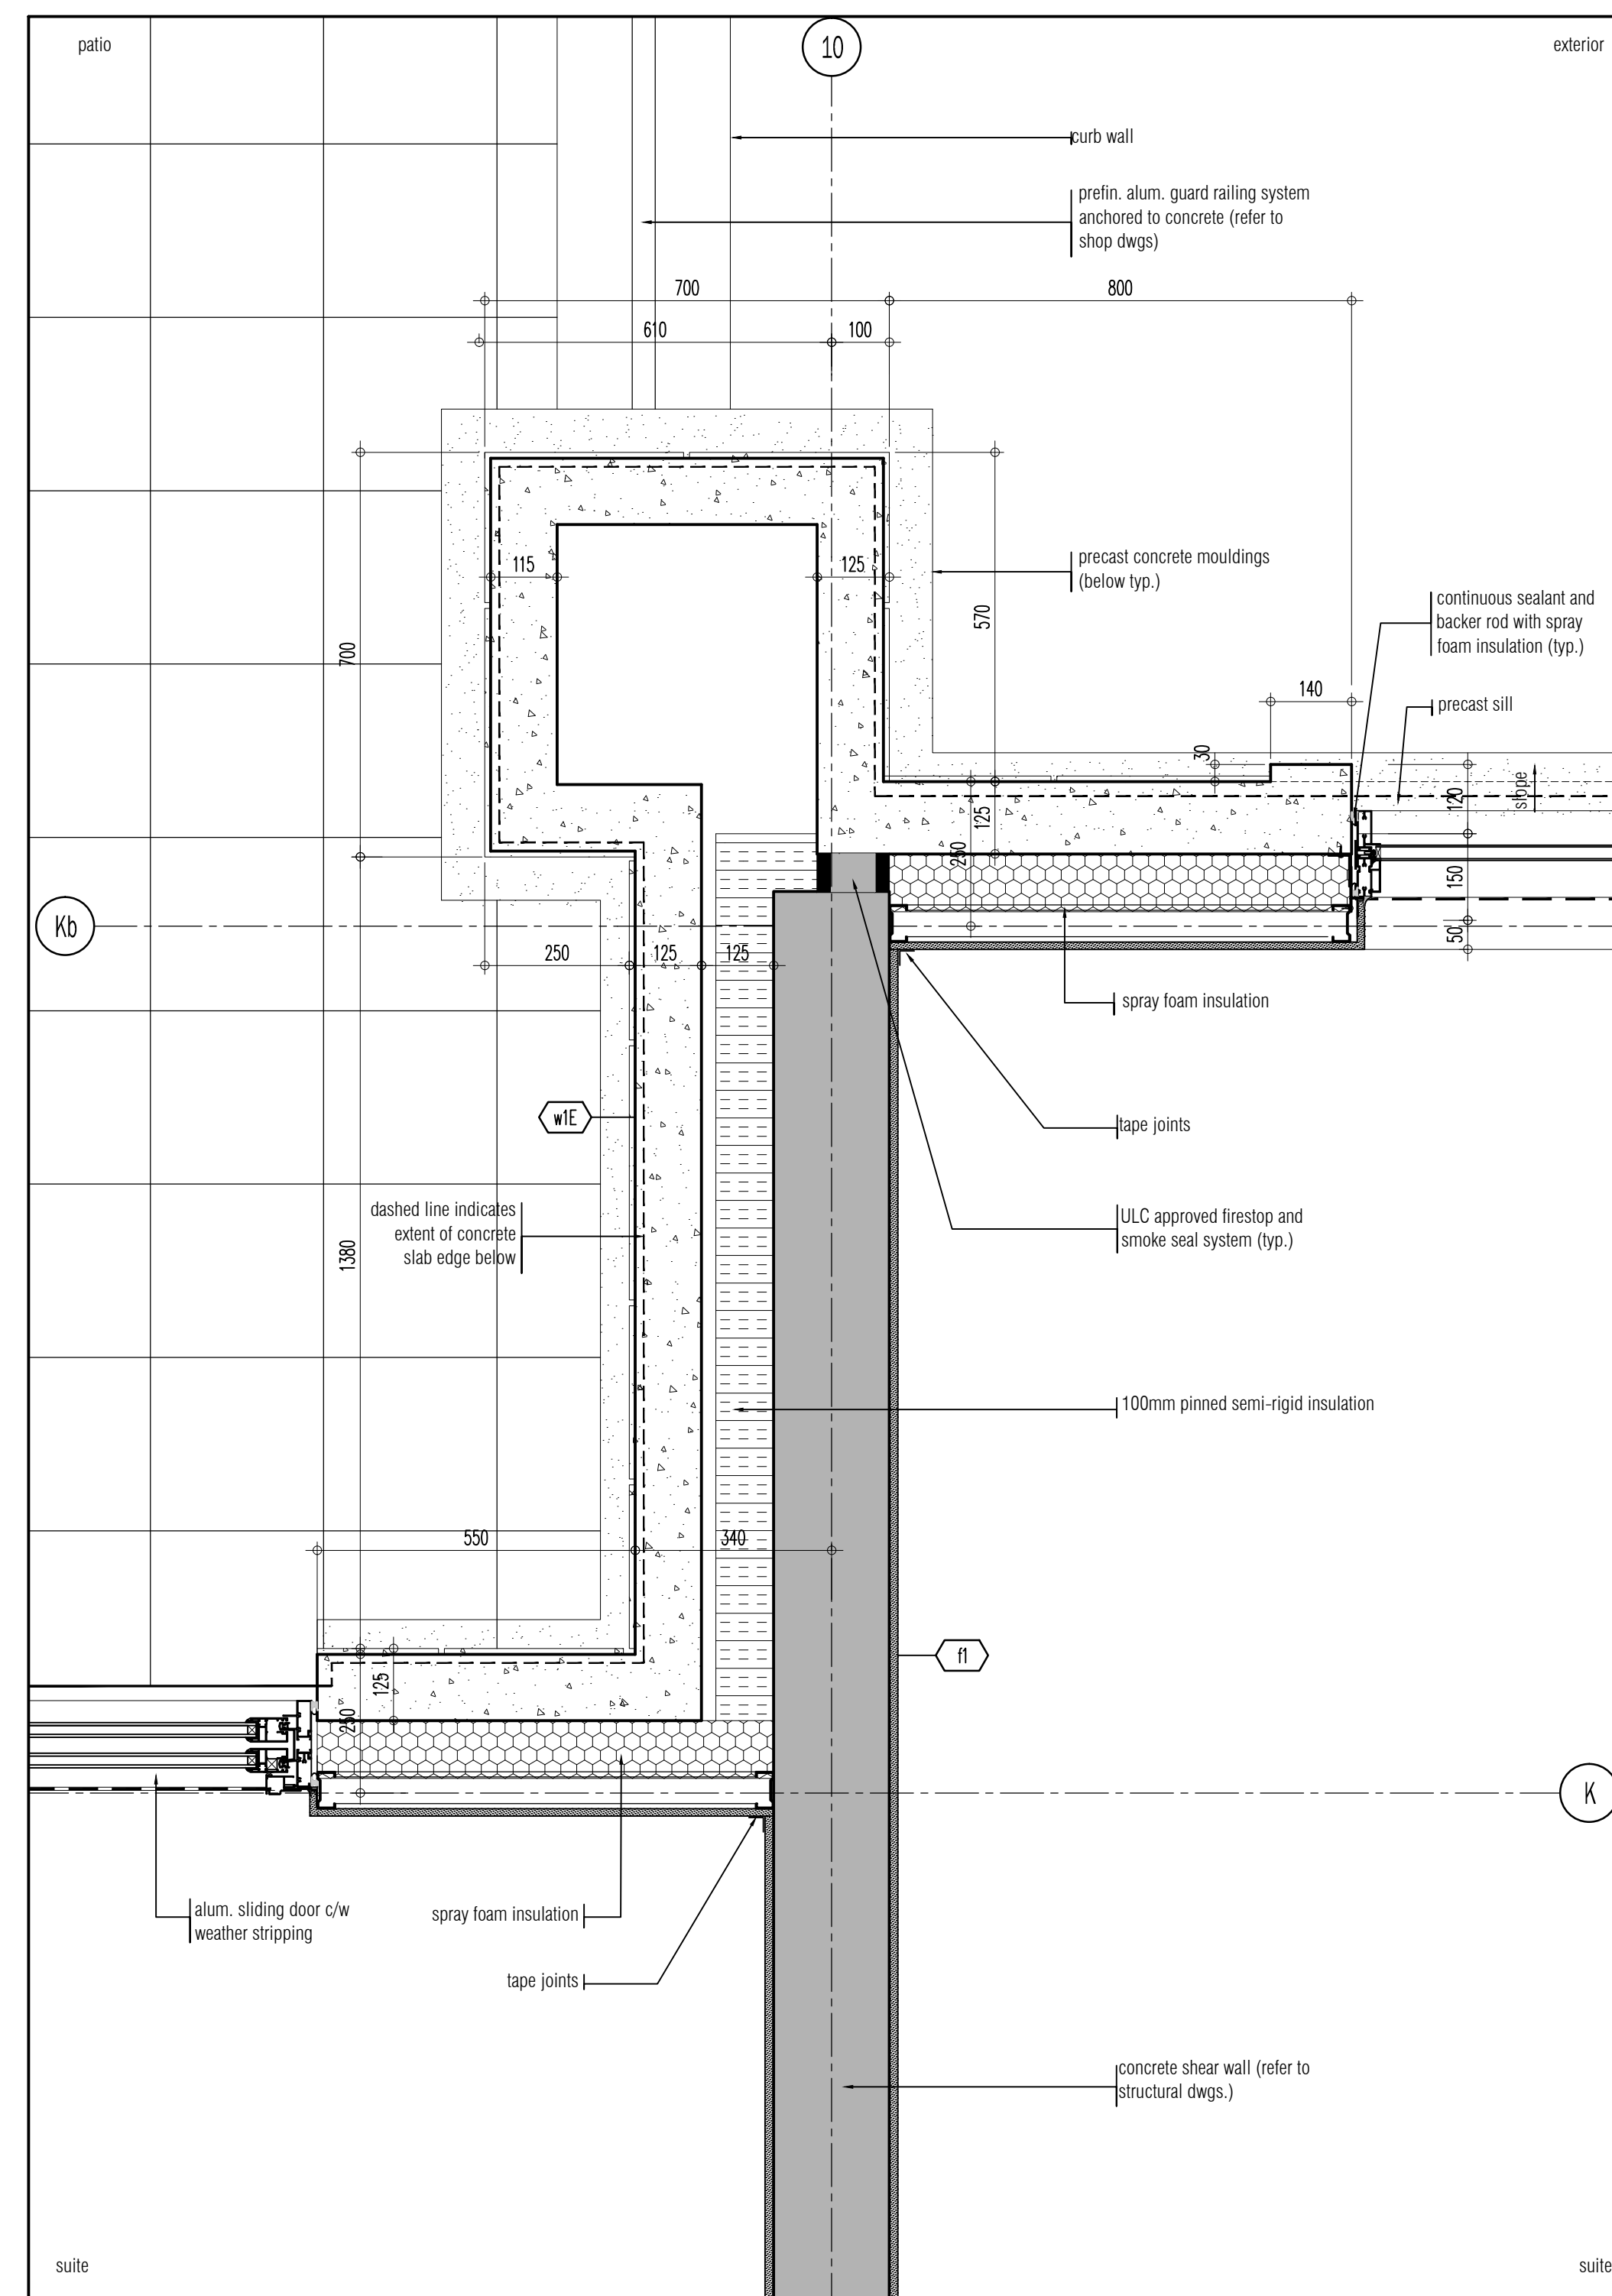 patio
10
exterior
curb wall
prefin. alum. guard railing system
anchored to concrete (refer to
shop dwgs)
700
800
610
100
115
125
precast concrete mouldings
(below typ.)
570
700
continuous sealant and
backer rod with spray
foam insulation (typ.)
140
precast sill
30
slope
120
125
250
150
50
Kb
250
125
125
spray foam insulation
w1E
tape joints
dashed line indicates
extent of concrete
slab edge below
1380
ULC approved firestop and
smoke seal system (typ.)
100mm pinned semi-rigid insulation
550
340
f1
125
250
K
alum. sliding door c/w
weather stripping
spray foam insulation
tape joints
concrete shear wall (refer to
structural dwgs.)
suite
suite